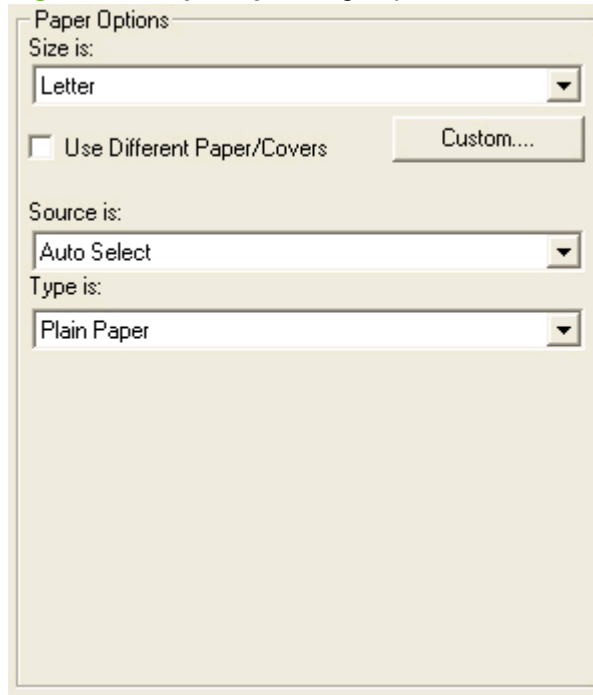 Paper Options
Size is:
Letter
Use Different Paper/Covers
Custom....
Source is:
Auto Select
Type is:
Plain Paper